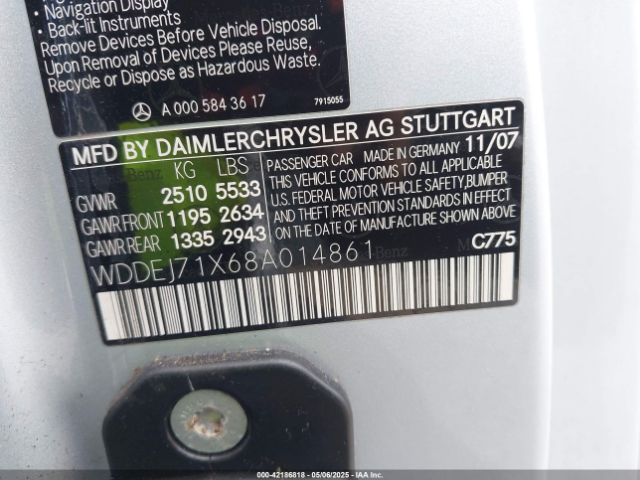 • Navigation Display
• Back-lit Instruments
Remove Devices Before Vehicle Disposal.
Upon Removal of Devices Please Reuse,
Recycle or Dispose as Hazardous Waste.
A 000 584 36 17 7915055
MFD BY DAIMLERCHRYSLER AG STUTTGART
KG LBS PASSENGER CAR MADE IN GERMANY 11/07
GVWR 2510 5533 THIS VEHICLE CONFORMS TO ALL APPLICABLE
GAWR FRONT 1195 2634 U.S. FEDERAL MOTOR VEHICLE SAFETY, BUMPER
GAWR REAR 1335 2943 AND THEFT PREVENTION STANDARDS IN EFFECT
ON THE DATE OF MANUFACTURE SHOWN ABOVE
WDDEJ71X68A014861 C775
000-42186818 - 05/06/2025 - IAA Inc.